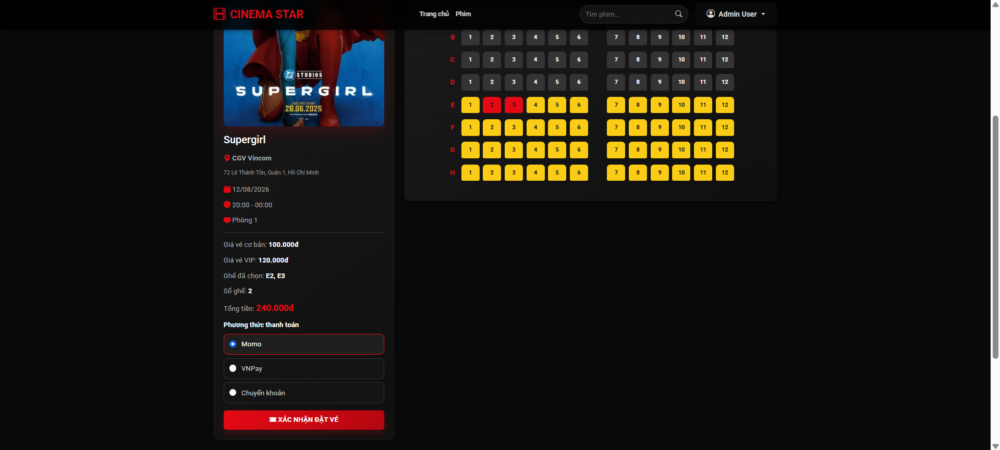 CINEMA STAR
Trang chủ Phim
Tìm phim...
Admin User
STUDIOS
SUPERGIRL
26.06.2026
Supergirl
CGV Vincom
72 Lê Thánh Tôn, Quận 1, Hồ Chí Minh
12/08/2026
20:00 - 00:00
Phòng 1
Giá vé cơ bản: 100.000đ
Giá vé VIP: 120.000đ
Ghế đã chọn: E2, E3
Số ghế: 2
Tổng tiền: 240.000đ
Phương thức thanh toán
Momo
VNPay
Chuyển khoản
XÁC NHẬN ĐẶT VÉ
B 1 2 3 4 5 6 7 8 9 10 11 12
C 1 2 3 4 5 6 7 8 9 10 11 12
D 1 2 3 4 5 6 7 8 9 10 11 12
E 1 2 3 4 5 6 7 8 9 10 11 12
F 1 2 3 4 5 6 7 8 9 10 11 12
G 1 2 3 4 5 6 7 8 9 10 11 12
H 1 2 3 4 5 6 7 8 9 10 11 12